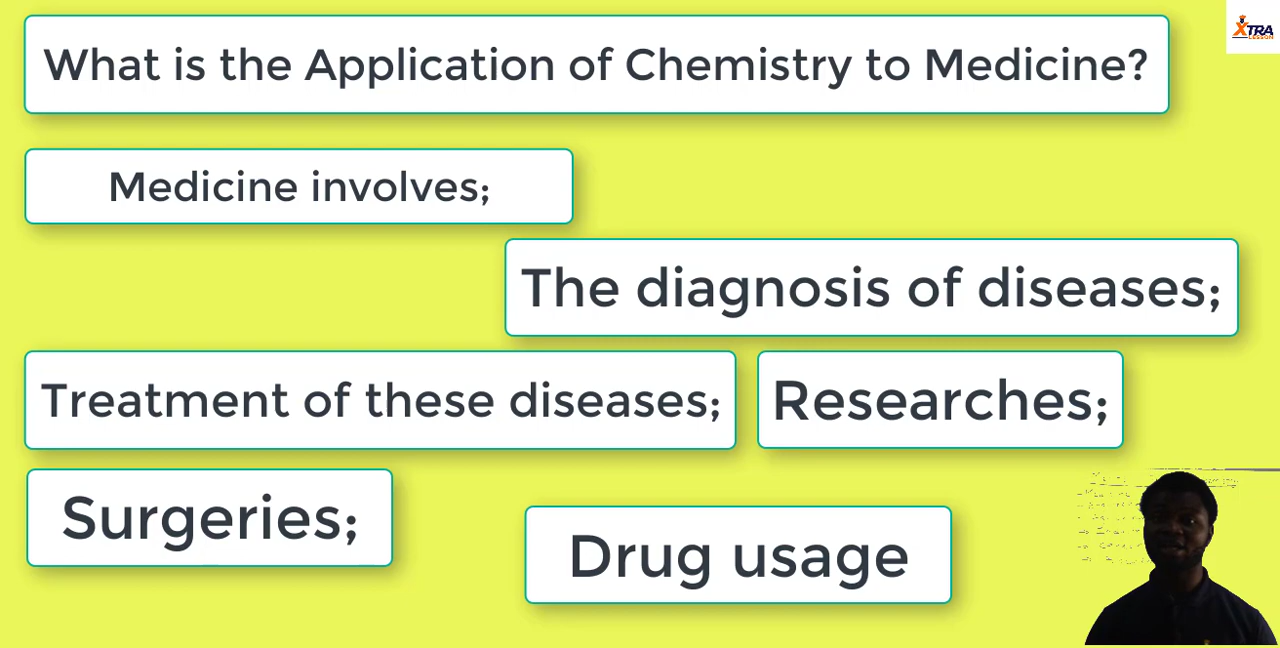 What is the Application of Chemistry to Medicine?
XTRA
LESSON
Medicine involves;
The diagnosis of diseases;
Treatment of these diseases;
Researches;
Surgeries;
Drug usage